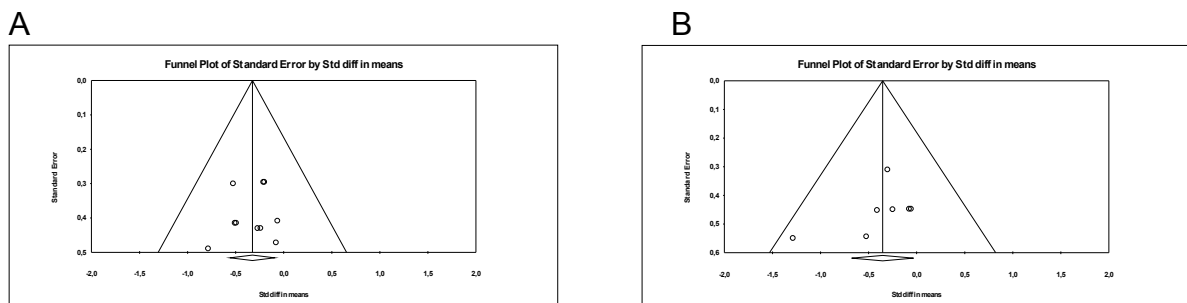 A
Funnel Plot of Standard Error by Std diff in means
0,0
0,1
0,2
0,3
0,4
0,5
Standard Error
-2,0 -1,5 -1,0 -0,5 0,0 0,5 1,0 1,5 2,0
Std diff in means
B
Funnel Plot of Standard Error by Std diff in means
0,0
0,1
0,2
0,3
0,4
0,5
0,6
Standard Error
-2,0 -1,5 -1,0 -0,5 0,0 0,5 1,0 1,5 2,0
Std diff in means